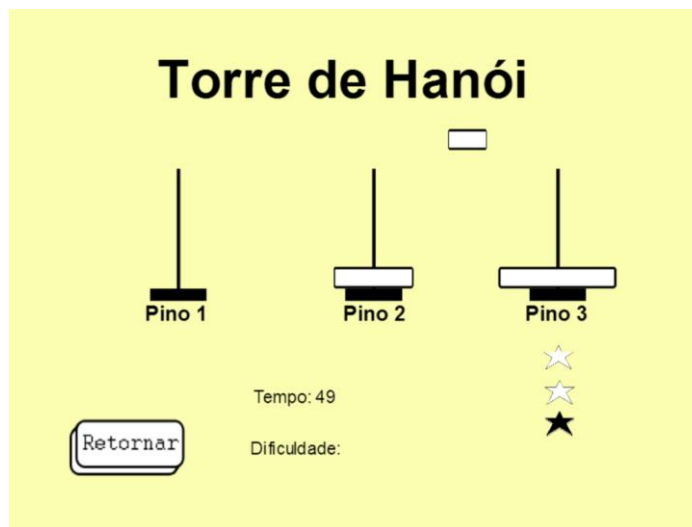 Torre de Hanói
Pino 1 Pino 2 Pino 3
Tempo: 49
Retornar
Dificuldade: